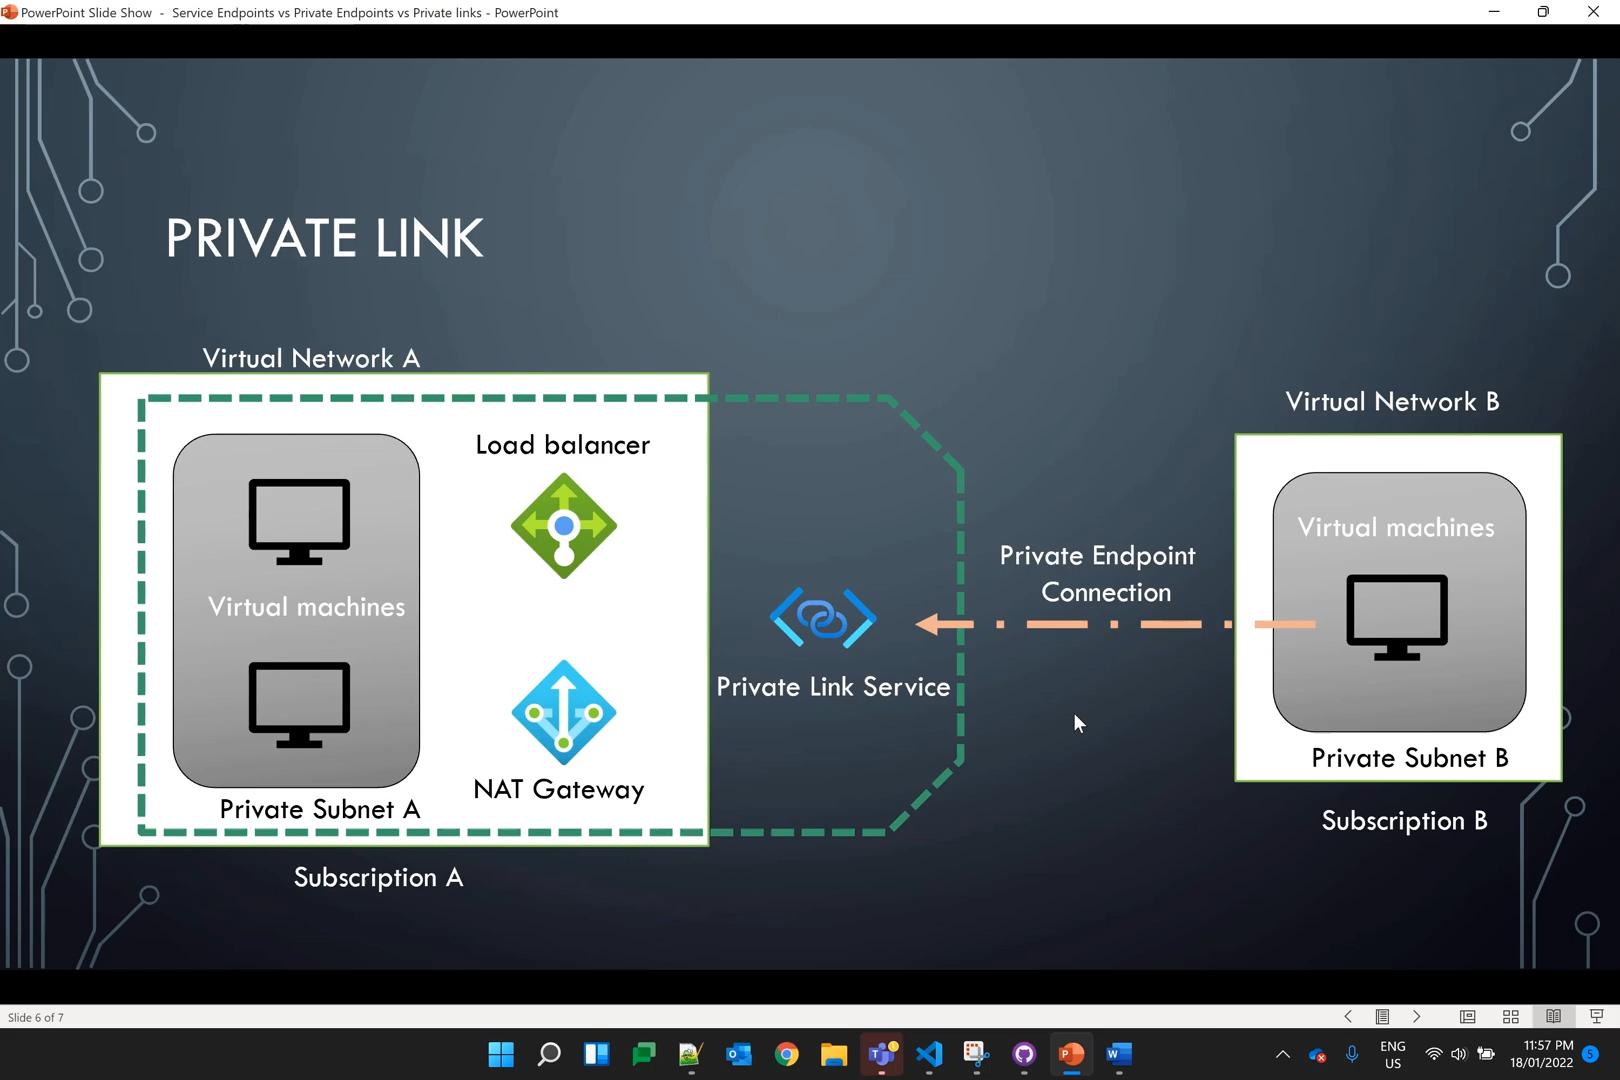 PowerPoint Slide Show - Service Endpoints vs Private Endpoints vs Private links - PowerPoint
PRIVATE LINK
Virtual Network A
Virtual Network B
Load balancer
Virtual machines
Private Endpoint
Connection
Virtual machines
Private Link Service
Private Subnet B
NAT Gateway
Private Subnet A
Subscription B
Subscription A
Slide 6 of 7
ENG
US
11:57 PM
18/01/2022
5